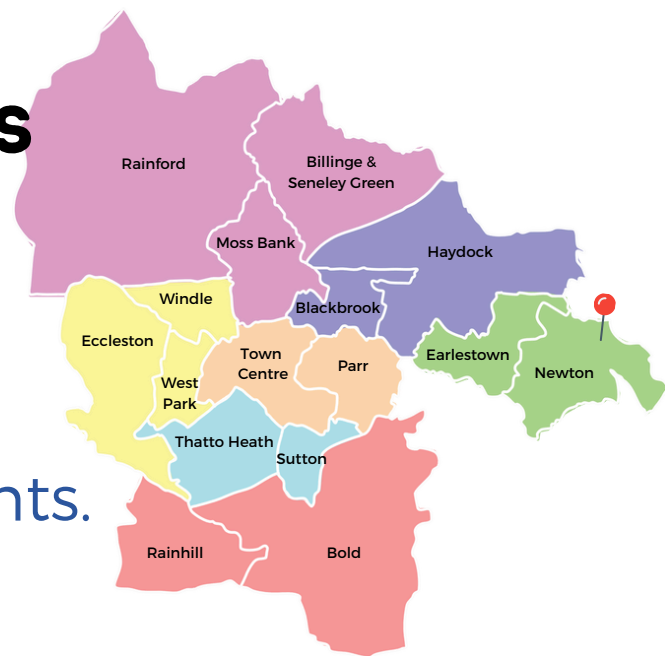 s
Rainford
Billinge &
Seneley Green
Moss Bank
Haydock
Windle
Blackbrook
Eccleston
Town
Centre
Parr
Earlestown
Newton
West
Park
Thatto Heath
Sutton
nts.
Rainhill
Bold